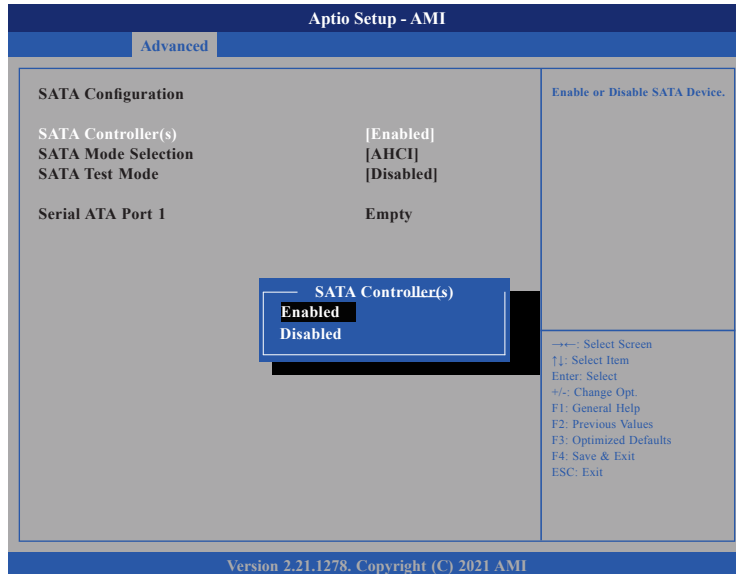 Aptio Setup - AMI
Advanced
SATA Configuration
SATA Controller(s) [Enabled]
SATA Mode Selection [AHCI]
SATA Test Mode [Disabled]
Serial ATA Port 1 Empty
SATA Controller(s)
Enabled
Disabled
Enable or Disable SATA Device.
→←: Select Screen
↑↓: Select Item
Enter: Select
+/-: Change Opt.
F1: General Help
F2: Previous Values
F3: Optimized Defaults
F4: Save & Exit
ESC: Exit
Version 2.21.1278. Copyright (C) 2021 AMI